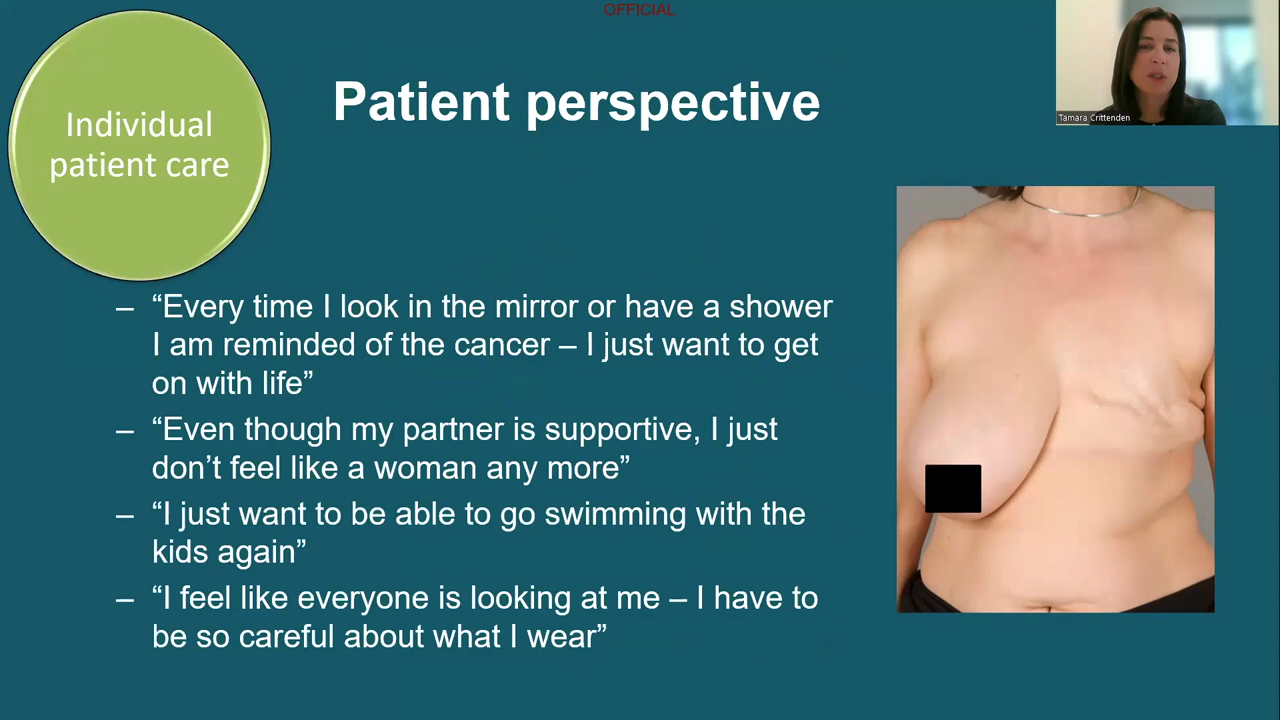 OFFICIAL
Individual
patient care
Patient perspective
Tamara Crittenden
– “Every time I look in the mirror or have a shower
I am reminded of the cancer – I just want to get
on with life”
– “Even though my partner is supportive, I just
don’t feel like a woman any more”
– “I just want to be able to go swimming with the
kids again”
– “I feel like everyone is looking at me – I have to
be so careful about what I wear”